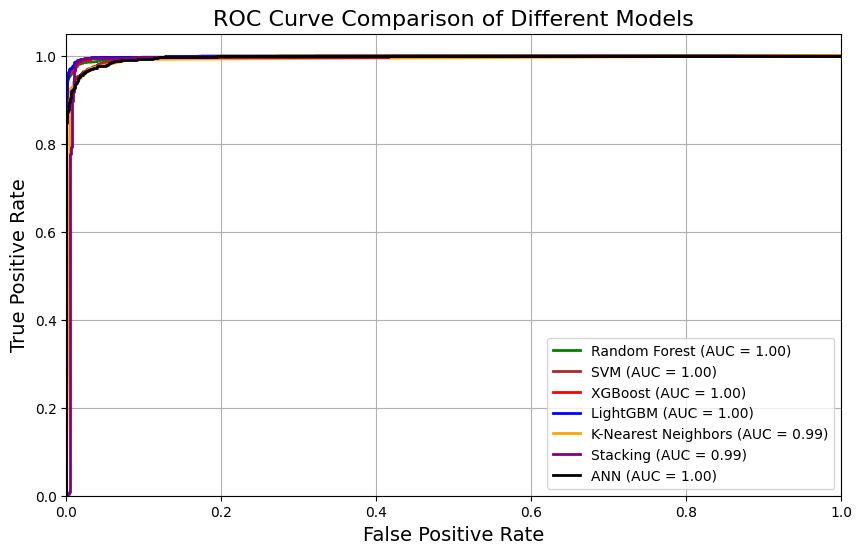 ROC Curve Comparison of Different Models
True Positive Rate
1.0
0.8
0.6
0.4
0.2
0.0
0.0 0.2 0.4 0.6 0.8 1.0
False Positive Rate
Random Forest (AUC = 1.00)
SVM (AUC = 1.00)
XGBoost (AUC = 1.00)
LightGBM (AUC = 1.00)
K-Nearest Neighbors (AUC = 0.99)
Stacking (AUC = 0.99)
ANN (AUC = 1.00)